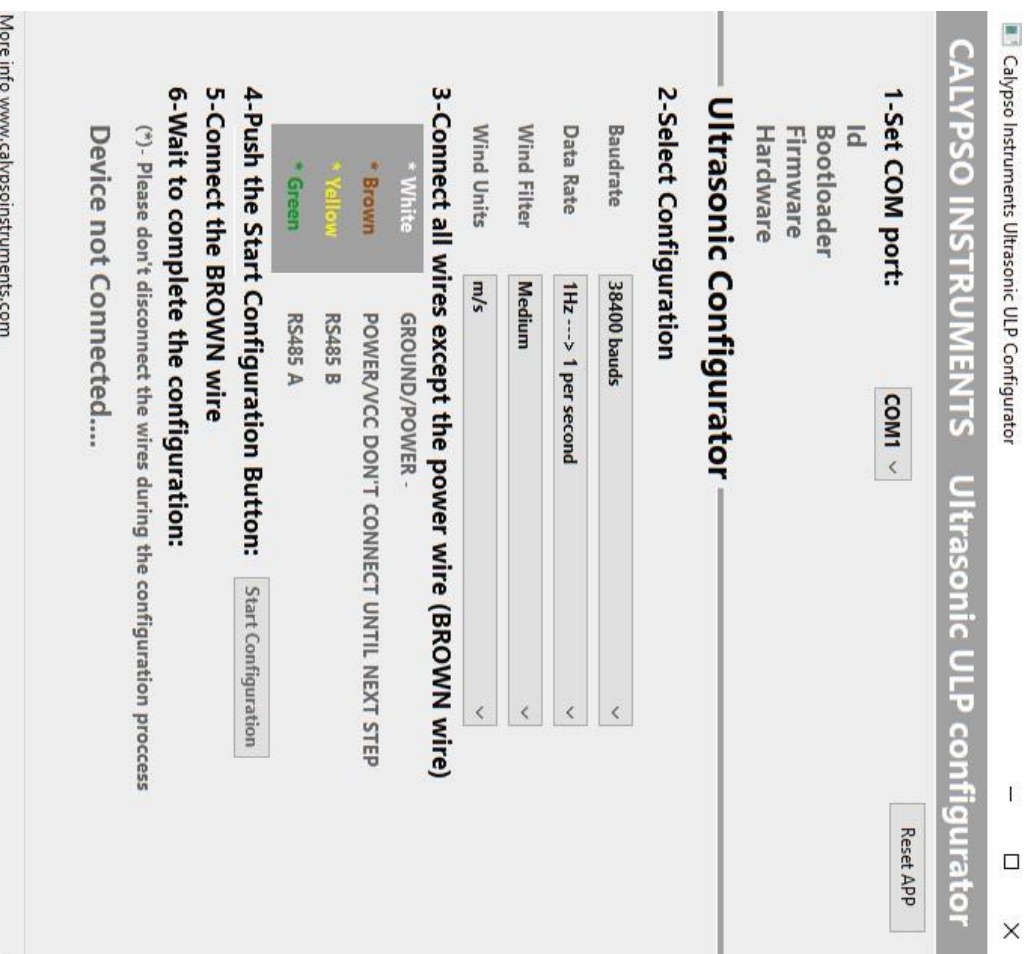 Calypso Instruments Ultrasonic ULP Configurator
CALYPSO INSTRUMENTS Ultrasonic ULP configurator
1-Set COM port: COM1 Reset APP
Id
Bootloader
Firmware
Hardware
Ultrasonic Configurator
2-Select Configuration
Baudrate 38400 bauds
Data Rate 1Hz ---> 1 per second
Wind Filter Medium
Wind Units m/s
3-Connect all wires except the power wire (BROWN wire)
* White GROUND/POWER -
* Brown POWER/VCC DON'T CONNECT UNTIL NEXT STEP
* Yellow RS485 B
* Green RS485 A
4-Push the Start Configuration Button: Start Configuration
5-Connect the BROWN wire
6-Wait to complete the configuration:
(*)- Please don't disconnect the wires during the configuration proccess
Device not Connected....
More info www.calypsoinstruments.com